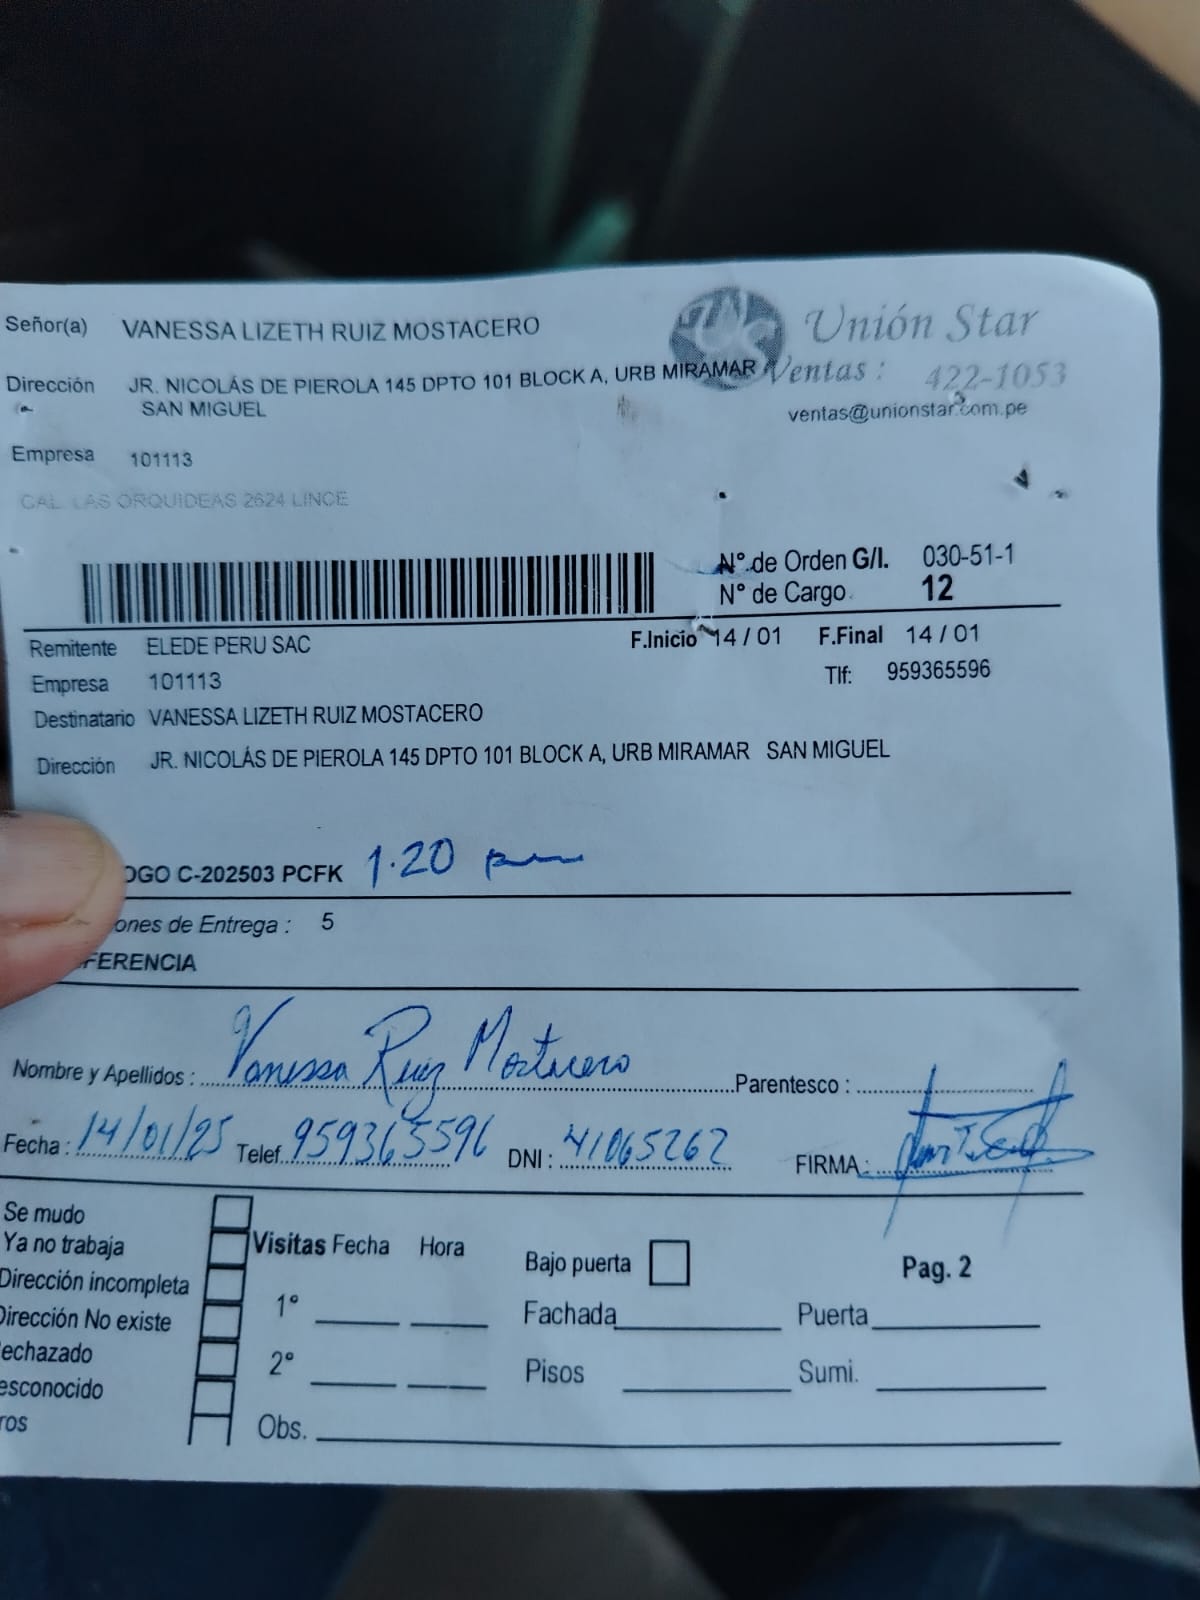 Señor(a) VANESSA LIZETH RUIZ MOSTACERO
Unión Star
Dirección JR. NICOLÁS DE PIEROLA 145 DPTO 101 BLOCK A, URB MIRAMAR
SAN MIGUEL
Ventas : 422-1053
ventas@unionstar.com.pe
Empresa 101113
CAL. LAS ORQUIDEAS 2624 LINCE
N° de Orden G/I. 030-51-1
N° de Cargo 12
Remitente ELEDE PERU SAC F.Inicio 14 / 01 F.Final 14 / 01
Empresa 101113 Tlf: 959365596
Destinatario VANESSA LIZETH RUIZ MOSTACERO
Dirección JR. NICOLÁS DE PIEROLA 145 DPTO 101 BLOCK A, URB MIRAMAR SAN MIGUEL
OGO C-202503 PCFK 1.20 pm
ones de Entrega : 5
FERENCIA
Nombre y Apellidos : Vanessa Ruiz Mostacero Parentesco :
Fecha : 14/01/25 Telef. 959365596 DNI : 41065262 FIRMA :
Se mudo
Ya no trabaja Visitas Fecha Hora Bajo puerta Pag. 2
Dirección incompleta
Dirección No existe 1° Fachada Puerta
echazado
esconocido 2° Pisos Sumi.
ros Obs.